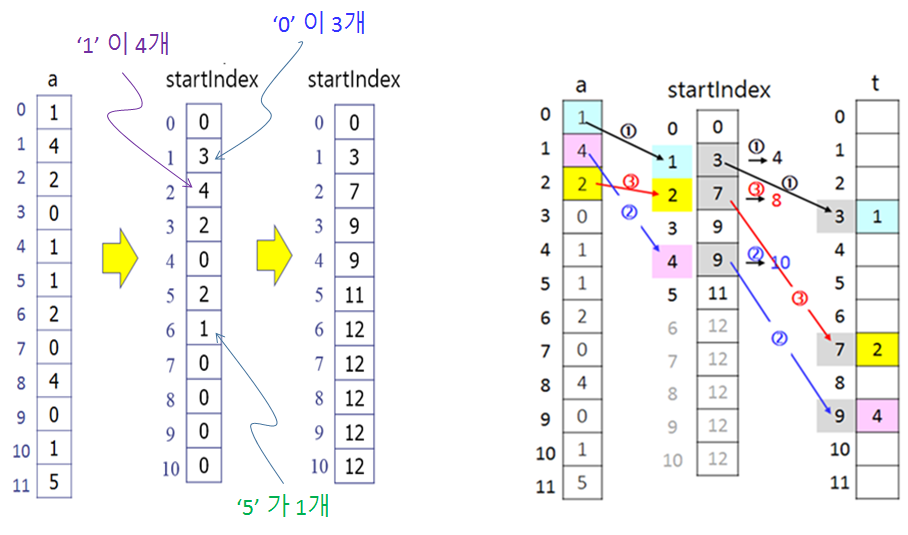 ‘0’ 이 3개
‘1’ 이 4개
a startIndex startIndex
0 1 0 0 0 0
1 4 1 3 1 3
2 2 2 4 2 7
3 0 3 2 3 9
4 1 4 0 4 9
5 1 5 2 5 11
6 2 6 1 6 12
7 0 7 0 7 12
8 4 8 0 8 12
9 0 9 0 9 12
10 1 10 0 10 12
11 5
‘5’ 가 1개
a startIndex t
0 1 ① 0 0 0
1 4 1 3 ① 4 ① 1
2 2 ③ 2 7 ③ 8 2
3 0 ② 3 9 3 1
4 1 4 9 ② 10 4
5 1 5 11 ③ 5
6 2 6 12 6
7 0 7 12 ② 7 2
8 4 8 12 8
9 0 9 12 9 4
10 1 10 12 10
11 5 11